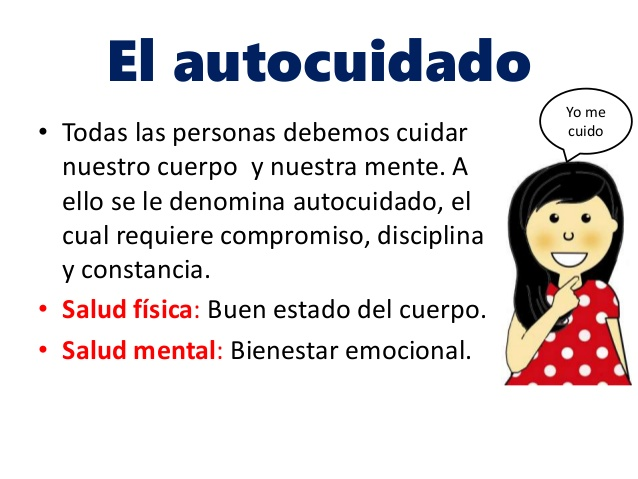 El autocuidado
Yo me
cuido
• Todas las personas debemos cuidar
nuestro cuerpo y nuestra mente. A
ello se le denomina autocuidado, el
cual requiere compromiso, disciplina
y constancia.
• Salud física: Buen estado del cuerpo.
• Salud mental: Bienestar emocional.